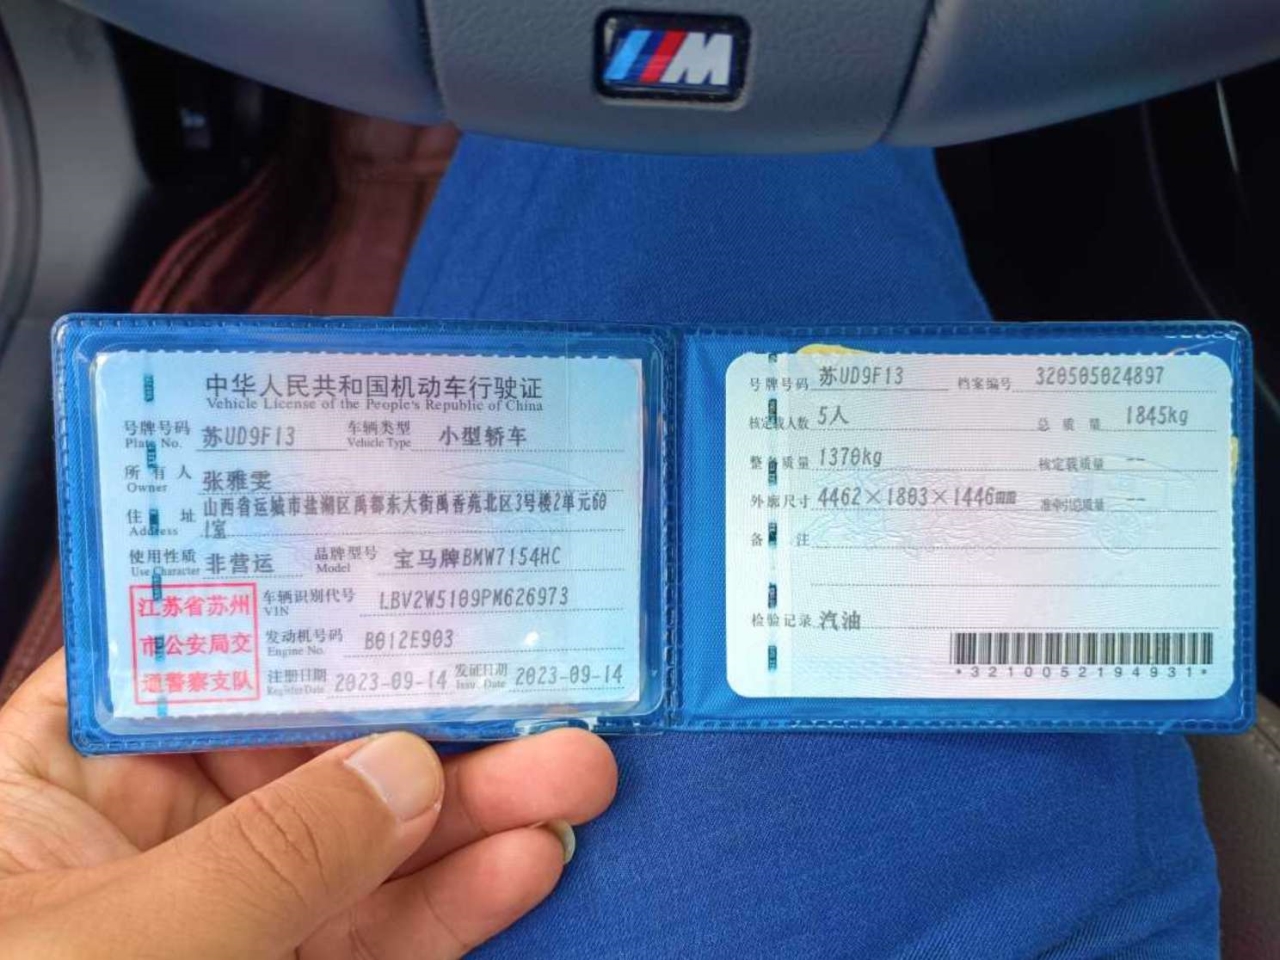 M
中华人民共和国机动车行驶证
Vehicle License of the People's Republic of China
号牌号码 苏UD9F13 车辆类型 小型轿车
Plate No. Vehicle Type
所有人 张雅雯
Owner
住址 山西省运城市盐湖区禹都东大街禹香苑北区3号楼2单元60
Address 1室
使用性质 非营运 品牌型号 宝马牌BMW7154HC
Use Character Model
江苏省苏州
市公安局交
通警察支队
车辆识别代号 LBV2W5109PM626973
VIN
发动机号码 B012E903
Engine No.
注册日期 2023-09-14 发证日期 2023-09-14
Register Date Issue Date
号牌号码 苏UD9F13 档案编号 320505024897
核定载人数 5人 总质量 1845kg
整备质量 1370kg 核定载质量 --
外廓尺寸 4462×1803×1446mm 准牵引总质量 --
备注
检验记录 汽油
*3210052194931*